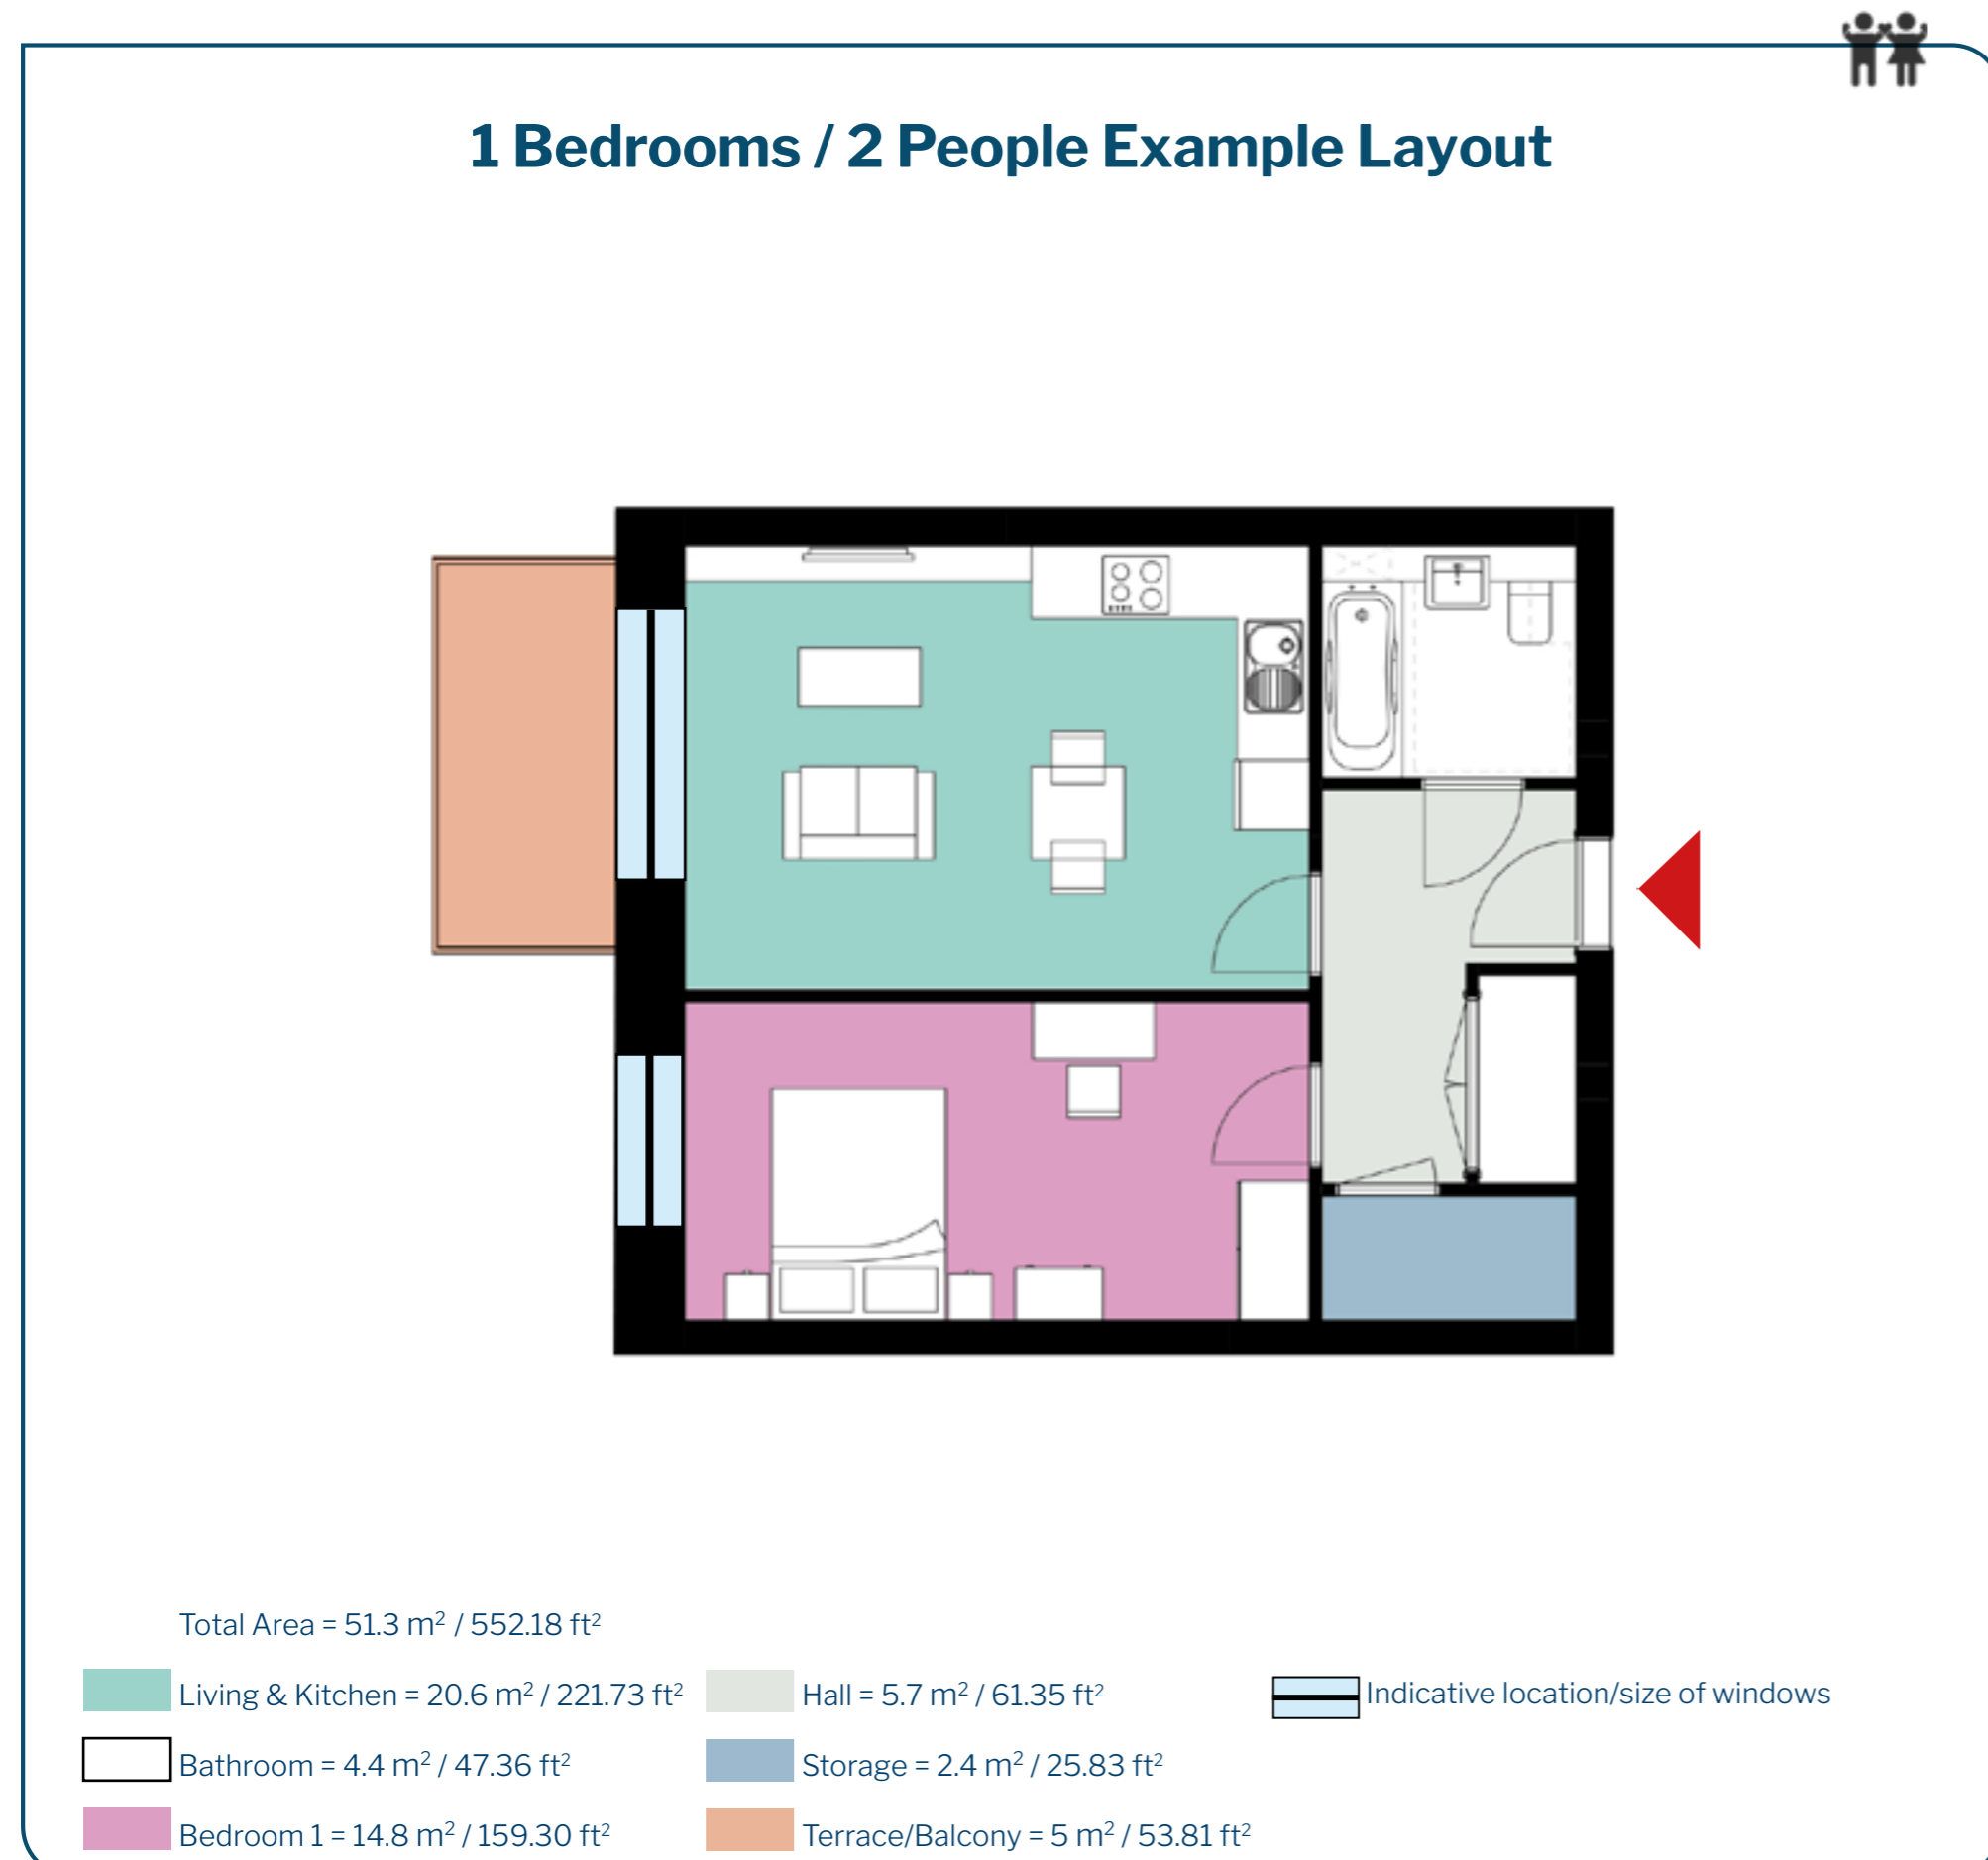 1 Bedrooms / 2 People Example Layout
Total Area = 51.3 m² / 552.18 ft²
Living & Kitchen = 20.6 m² / 221.73 ft²
Hall = 5.7 m² / 61.35 ft²
Indicative location/size of windows
Bathroom = 4.4 m² / 47.36 ft²
Storage = 2.4 m² / 25.83 ft²
Bedroom 1 = 14.8 m² / 159.30 ft²
Terrace/Balcony = 5 m² / 53.81 ft²